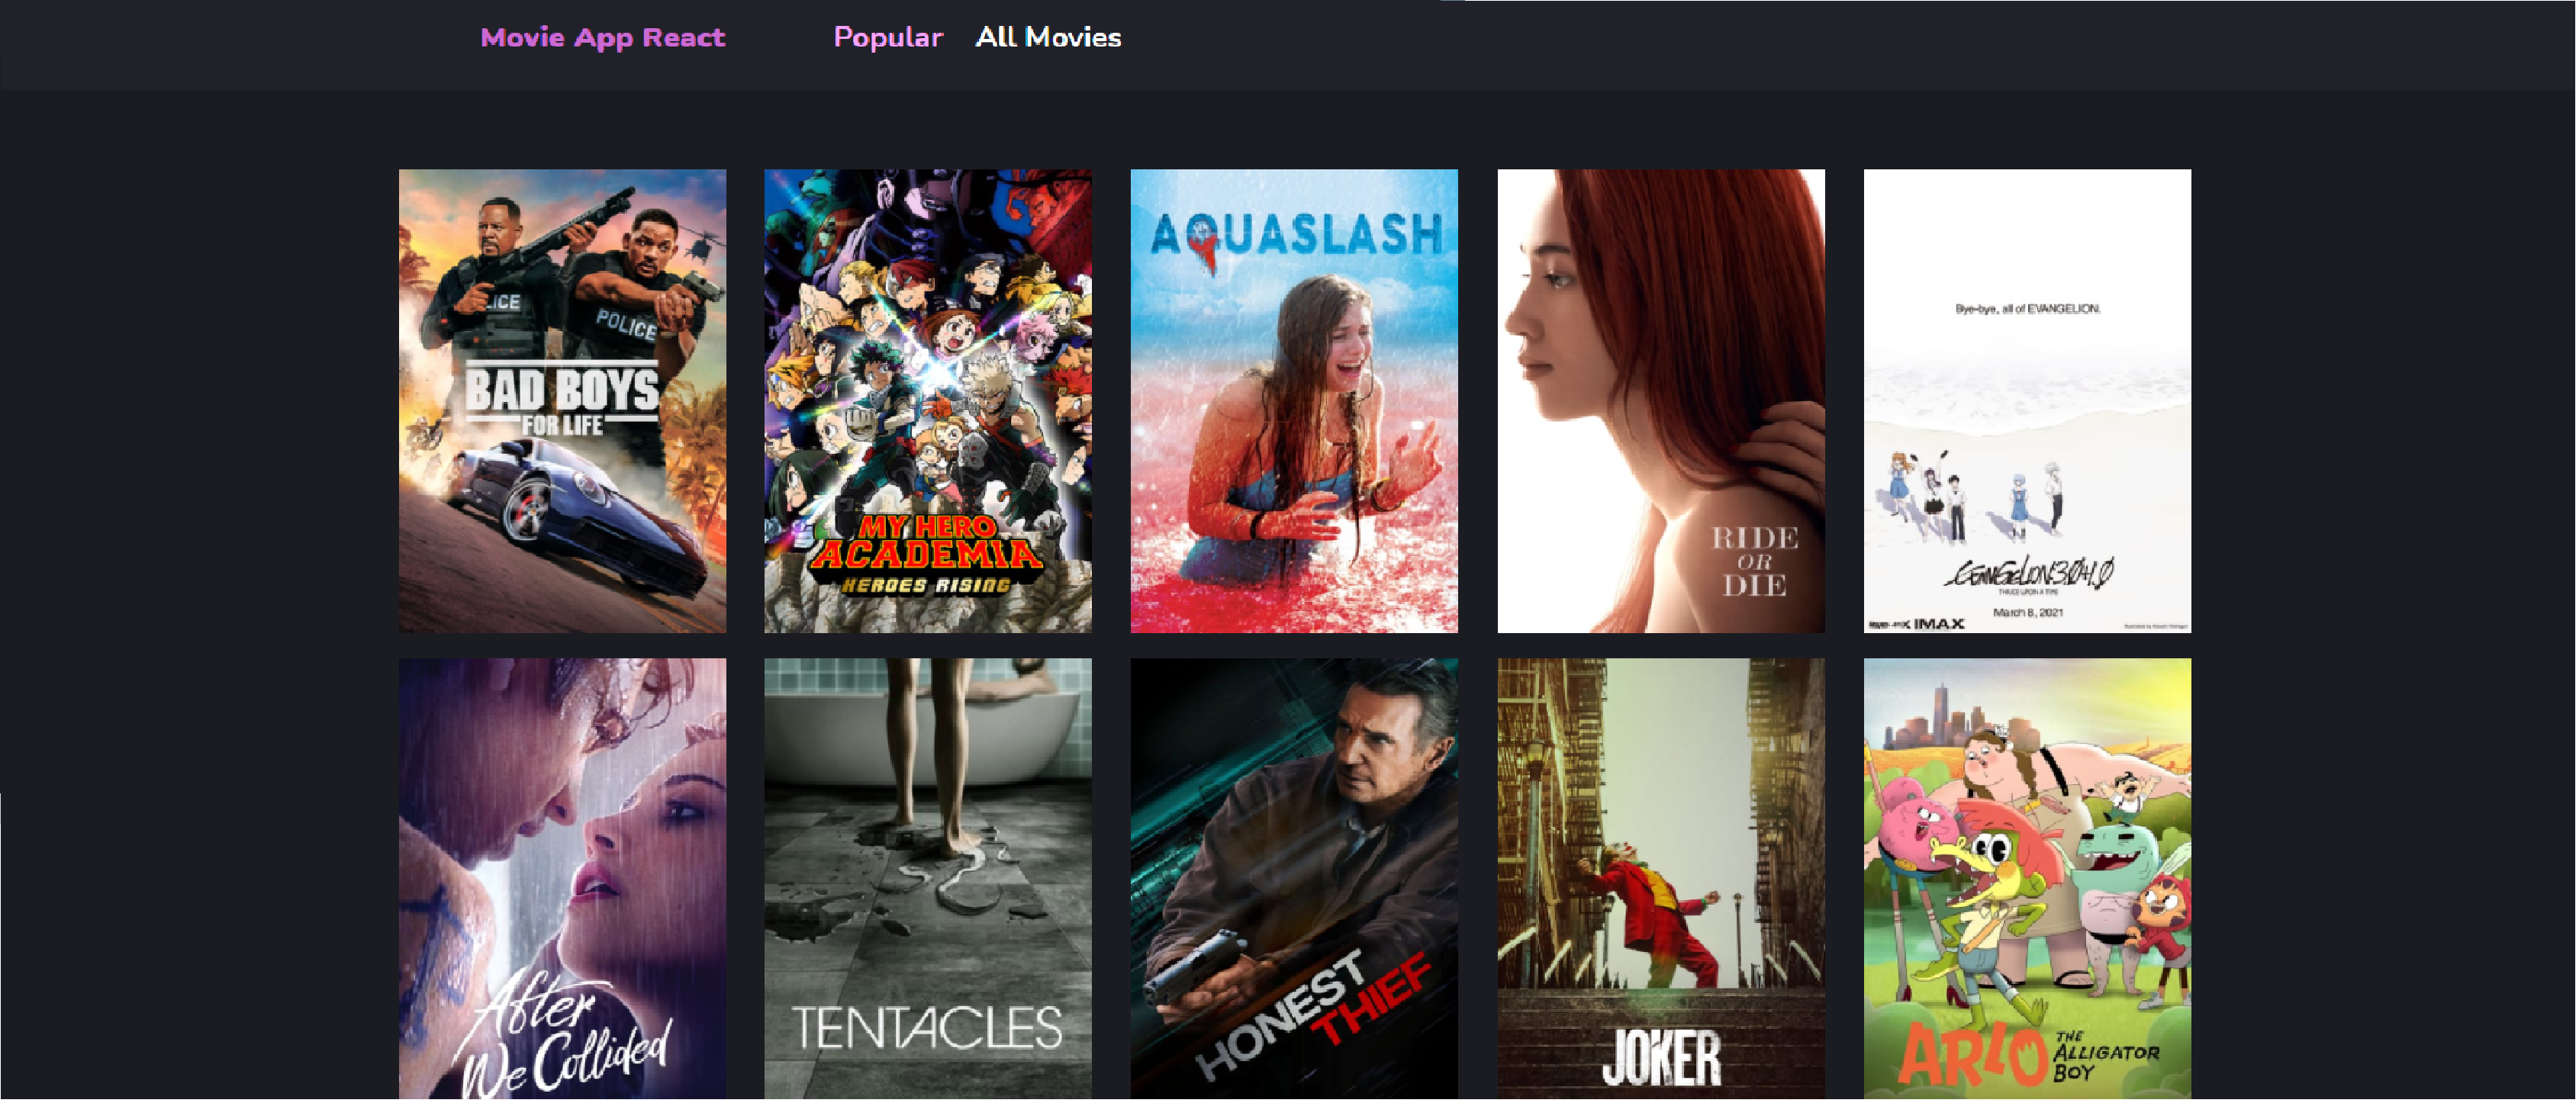 Movie App React Popular All Movies
LICE
POLICE
BAD BOYS
FOR LIFE
MY HERO
ACADEMIA
HEROES RISING
AQUASLASH
RIDE
OR
DIE
Bye-bye, all of EVANGELION.
EVANGELION:3.0+1.0
THRICE UPON A TIME
March 8, 2021
IMAX
After
We Collided
TENTACLES
HONEST
THIEF
JOKER
ARLO
THE
ALLIGATOR
BOY